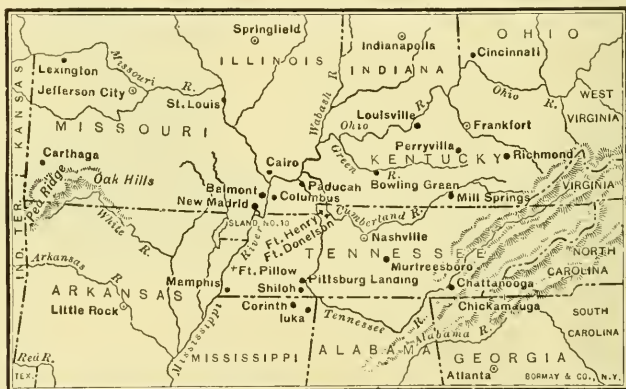 Springfield
Indianapolis
OHIO
Cincinnati
ILLINOIS
INDIANA
Lexington
Missouri R.
Jefferson City
St. Louis
KANSAS
MISSOURI
Wabash R
Louisville
Ohio R.
Ohio R.
Frankfort
WEST VIRGINIA
Perryville
KENTUCKY
Richmond
Green R.
Bowling Green
VIRGINIA
Carthaga
Oak Hills
Pea Ridge
Cairo
Paducah
Belmont
Columbus
New Madrid
Mill Springs
IND. TER.
White R.
ISLAND NO.10
Cumberland R.
Ft. Henry
Ft. Donelson
Nashville
TENNESSEE
NORTH CAROLINA
Arkansas R.
ARKANSAS
Ft. Pillow
Murfreesboro
Memphis
Shiloh
Pittsburg Landing
Chattanooga
Little Rock
Corinth
Iuka
Chickamauga
Tennessee R.
Alabama R.
SOUTH CAROLINA
Mississippi River
MISSISSIPPI
ALABAMA
GEORGIA
Atlanta
Red R.
TEX.
BORMAY & CO., N.Y.